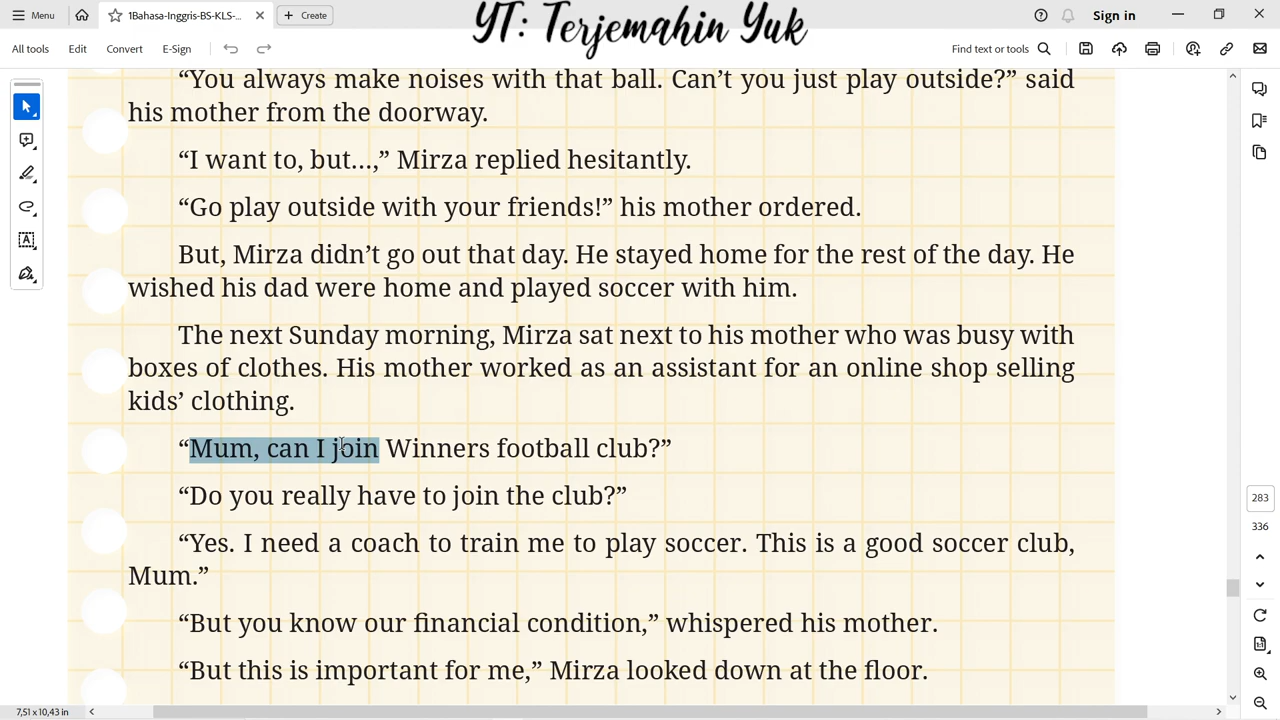 Menu
1Bahasa-Inggris-BS-KLS-...
Create
YT: Terjemahin Yuk
Sign in
All tools
Edit
Convert
E-Sign
Find text or tools
“You always make noises with that ball. Can’t you just play outside?” said
his mother from the doorway.
“I want to, but…,” Mirza replied hesitantly.
“Go play outside with your friends!” his mother ordered.
But, Mirza didn’t go out that day. He stayed home for the rest of the day. He
wished his dad were home and played soccer with him.
The next Sunday morning, Mirza sat next to his mother who was busy with
boxes of clothes. His mother worked as an assistant for an online shop selling
kids’ clothing.
“Mum, can I join Winners football club?”
“Do you really have to join the club?”
“Yes. I need a coach to train me to play soccer. This is a good soccer club,
Mum.”
“But you know our financial condition,” whispered his mother.
“But this is important for me,” Mirza looked down at the floor.
283
336
7,51 x 10,43 in